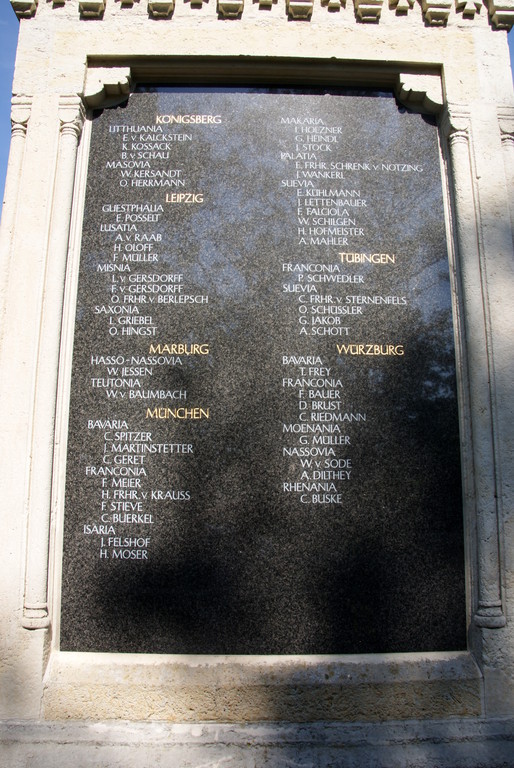 KÖNIGSBERG
LITTHUANIA
E. v KALCKSTEIN
K. KOSSACK
B. v SCHAU
MASOVIA
W. KERSANDT
O. HERRMANN
LEIPZIG
GUESTPHALIA
E. POSSELT
LUSATIA
A. v RAAB
H. OLOFF
F. MÜLLER
MISNIA
L. v GERSDORFF
F. v GERSDORFF
O. FRHR. v BERLEPSCH
SAXONIA
L. GRIEBEL
O. HINGST
MARBURG
HASSO-NASSOVIA
W. JESSEN
TEUTONIA
W. v BAUMBACH
MÜNCHEN
BAVARIA
C. SPITZER
J. MARTINSTETTER
C. GERET
FRANCONIA
F. MEIER
H. FRHR. v KRAUSS
F. STIEVE
C. BUERKEL
ISARIA
J. FELSHOF
H. MOSER
MAKARIA
I. HOEZNER
G. HEINDL
J. STOCK
PALATIA
E. FRHR. SCHRENK v NOTZING
J. WANKERL
SUEVIA
E. KÜHLMANN
J. LETTENBAUER
F. FALCIOLA
W. SCHILGEN
H. HOFMEISTER
A. MAHLER
TÜBINGEN
FRANCONIA
P. SCHWEDLER
SUEVIA
C. FRHR v STERNENFELS
O. SCHÜSSLER
G. JAKOB
A. SCHOTT
WÜRZBURG
BAVARIA
T. FREY
FRANCONIA
F. BAUER
D. BRUST
C. RIEDMANN
MOENANIA
G. MÜLLER
NASSOVIA
W. v SODE
A. DILTHEY
RHENANIA
C. BUSKE